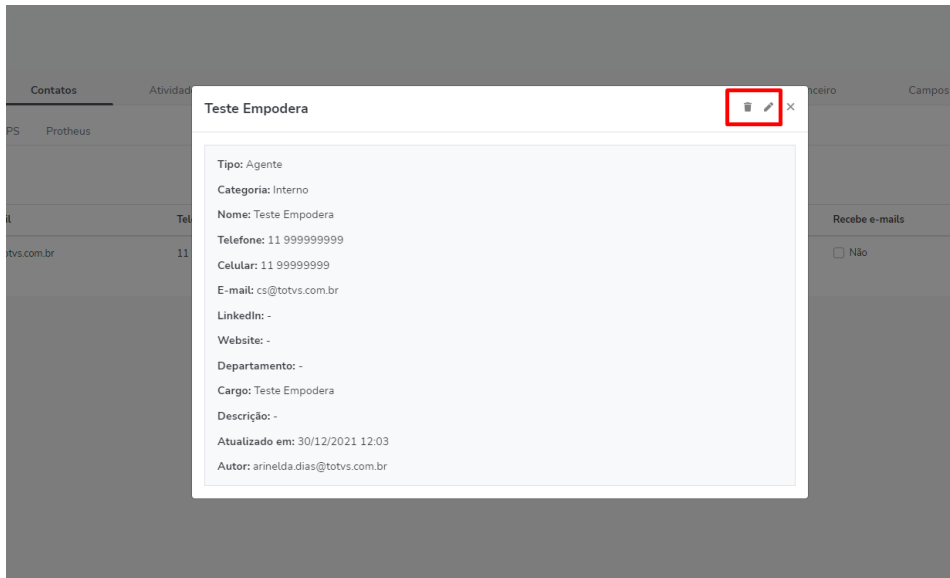 Contatos
Atividad
nceiro
Campos
PS
Protheus
Teste Empodera
Tipo: Agente
Categoria: Interno
Nome: Teste Empodera
Telefone: 11 999999999
Celular: 11 99999999
E-mail: cs@totvs.com.br
LinkedIn: -
Website: -
Departamento: -
Cargo: Teste Empodera
Descrição: -
Atualizado em: 30/12/2021 12:03
Autor: arinelda.dias@totvs.com.br
il
Tel
Recebe e-mails
otvs.com.br
11
Não